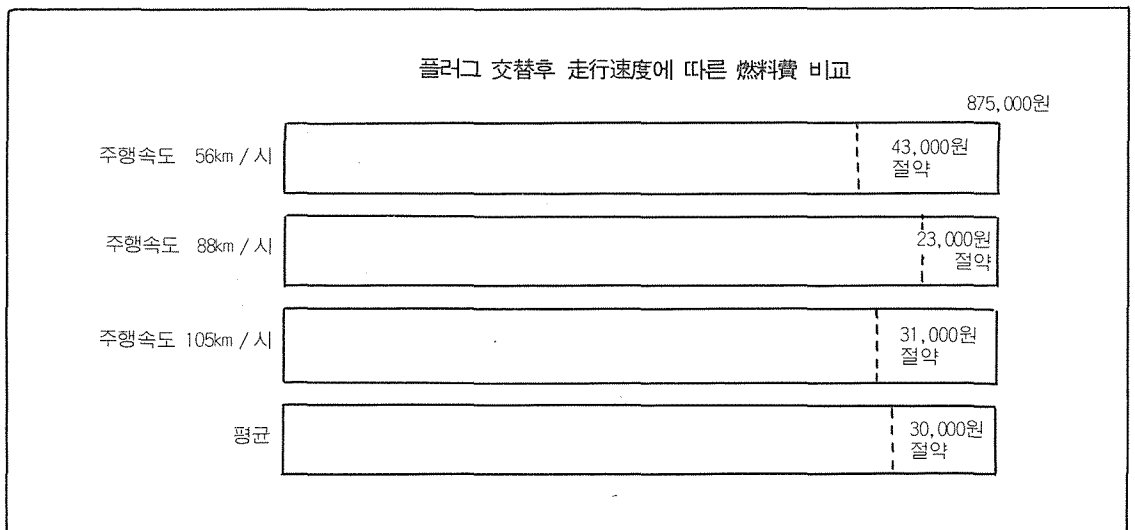 플러그 交替후 走行速度에 따른 燃料費 비교
875,000원
주행속도 56km / 시
43,000원
절약
주행속도 88km / 시
23,000원
절약
주행속도 105km / 시
31,000원
절약
평균
30,000원
절약